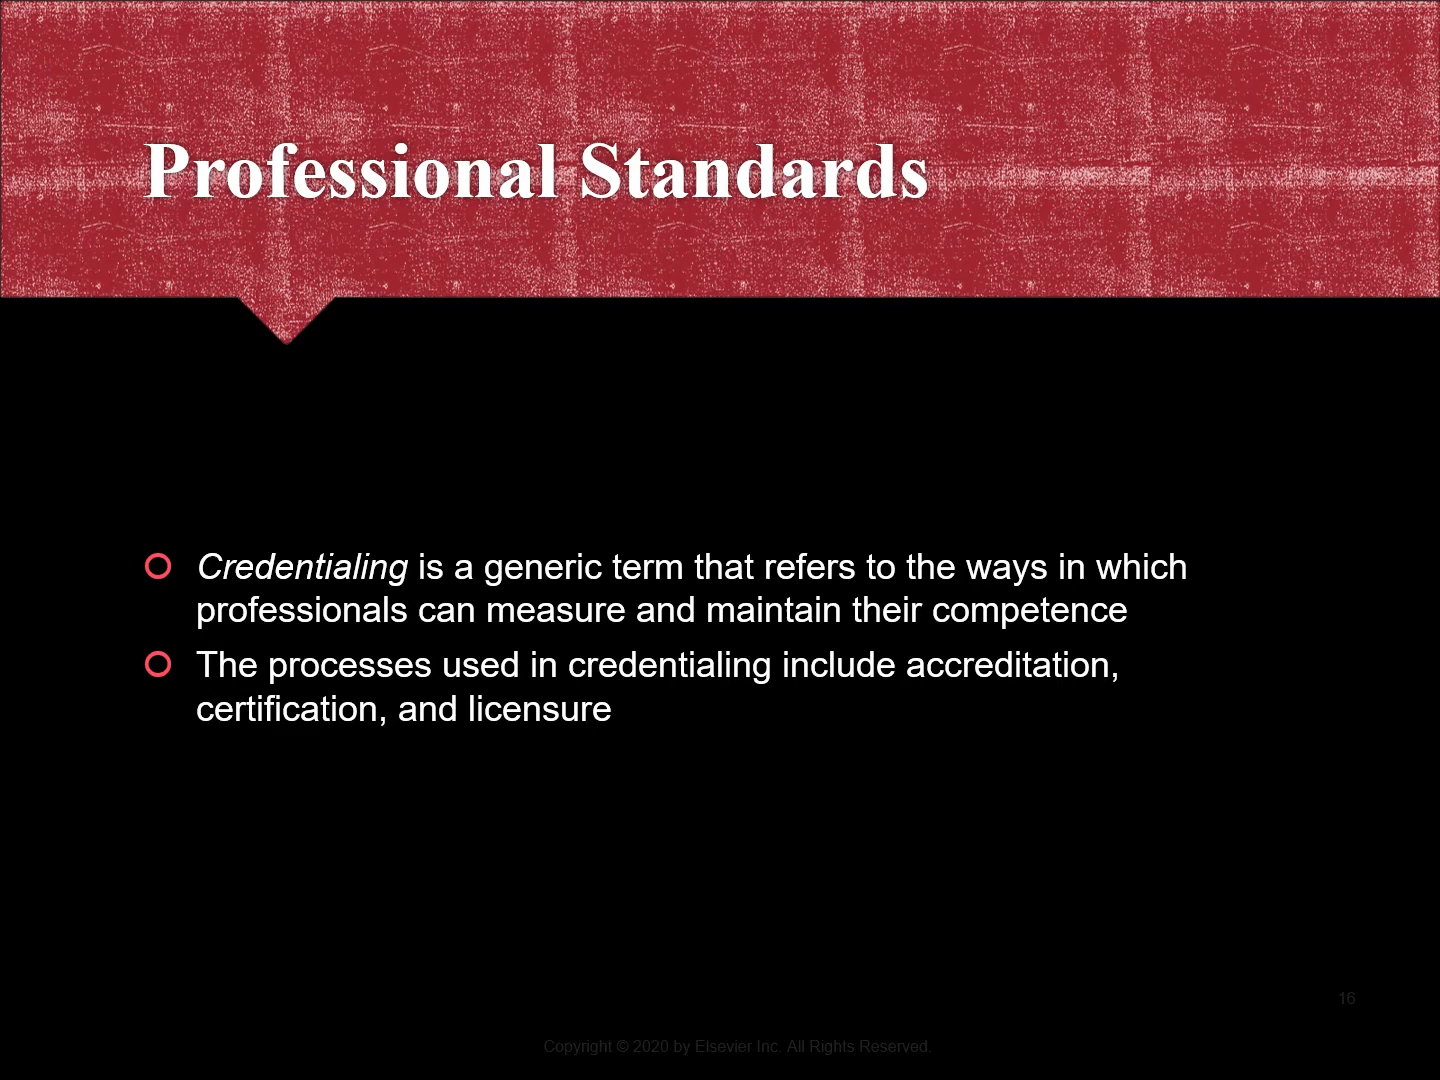 Professional Standards
Credentialing is a generic term that refers to the ways in which
professionals can measure and maintain their competence
The processes used in credentialing include accreditation,
certification, and licensure
16
Copyright © 2020 by Elsevier Inc. All Rights Reserved.